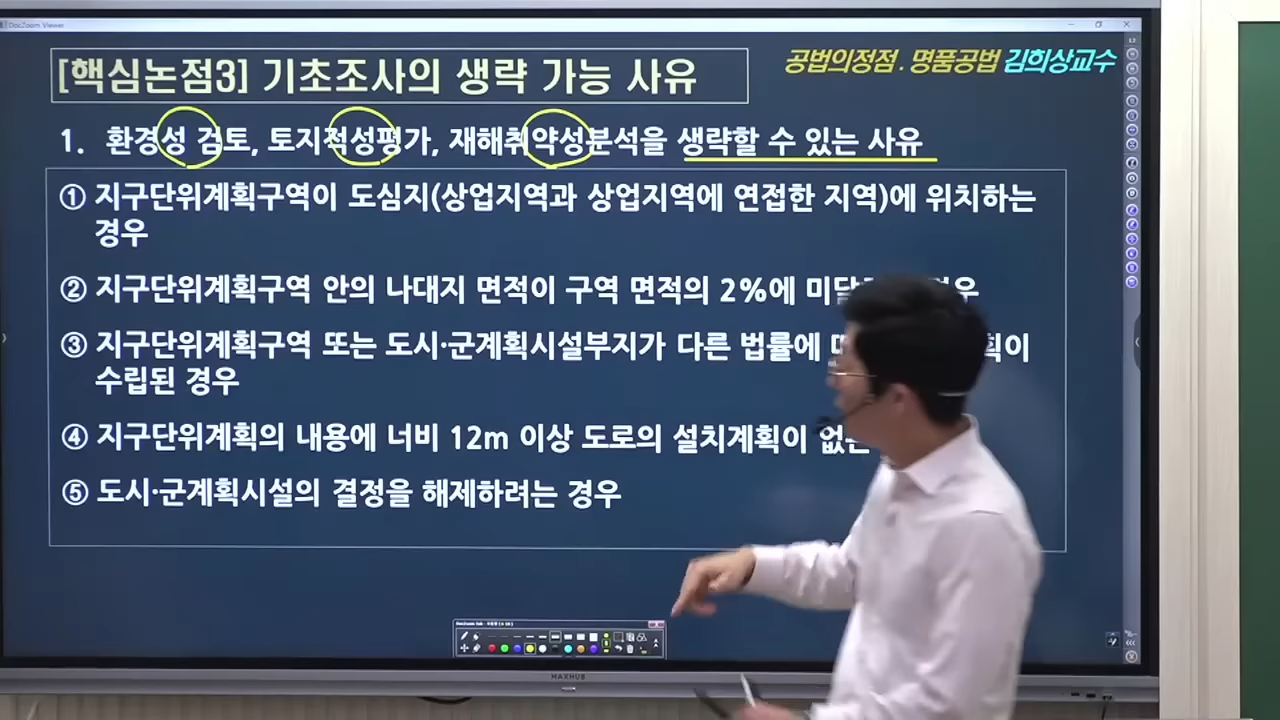 DocZoom Viewer
[핵심논점3] 기초조사의 생략 가능 사유
공법의정점. 명품공법 김희상교수
1. 환경성 검토, 토지적성평가, 재해취약성분석을 생략할 수 있는 사유
① 지구단위계획구역이 도심지(상업지역과 상업지역에 연접한 지역)에 위치하는
경우
② 지구단위계획구역 안의 나대지 면적이 구역 면적의 2%에
③ 지구단위계획구역 또는 도시·군계획시설부지가 다른 법률에
수립된 경우
④ 지구단위계획의 내용에 너비 12m 이상 도로의 설치계획이
⑤ 도시·군계획시설의 결정을 해제하려는 경우
MAXHUB